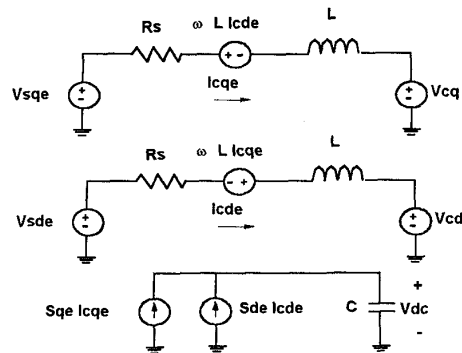 Rs ω L Icde L
Vsqe + - + - Icqe + - Vcq
Rs ω L Icqe L
Vsde + - - + Icde + - Vcd
Sqe Icqe Sde Icde C + Vdc -